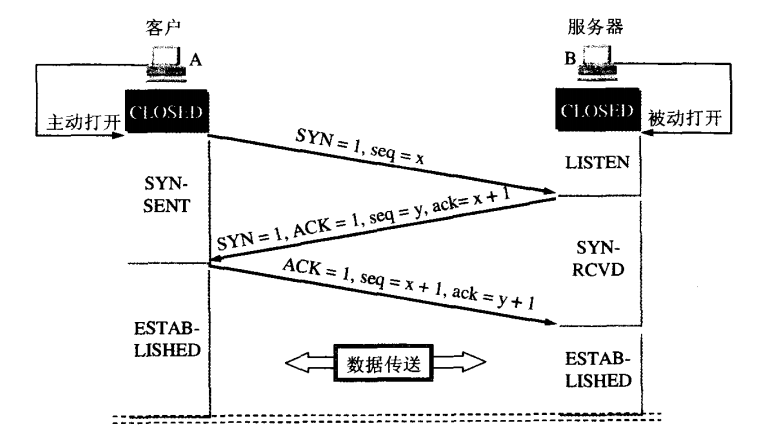 客户
服务器
A
B
CLOSED
CLOSED
主动打开
被动打开
SYN = 1, seq = x
LISTEN
SYN-
SENT
SYN = 1, ACK = 1, seq = y, ack= x + 1
SYN-
RCVD
ACK = 1, seq = x + 1, ack = y + 1
ESTAB-
LISHED
数据传送
ESTAB-
LISHED